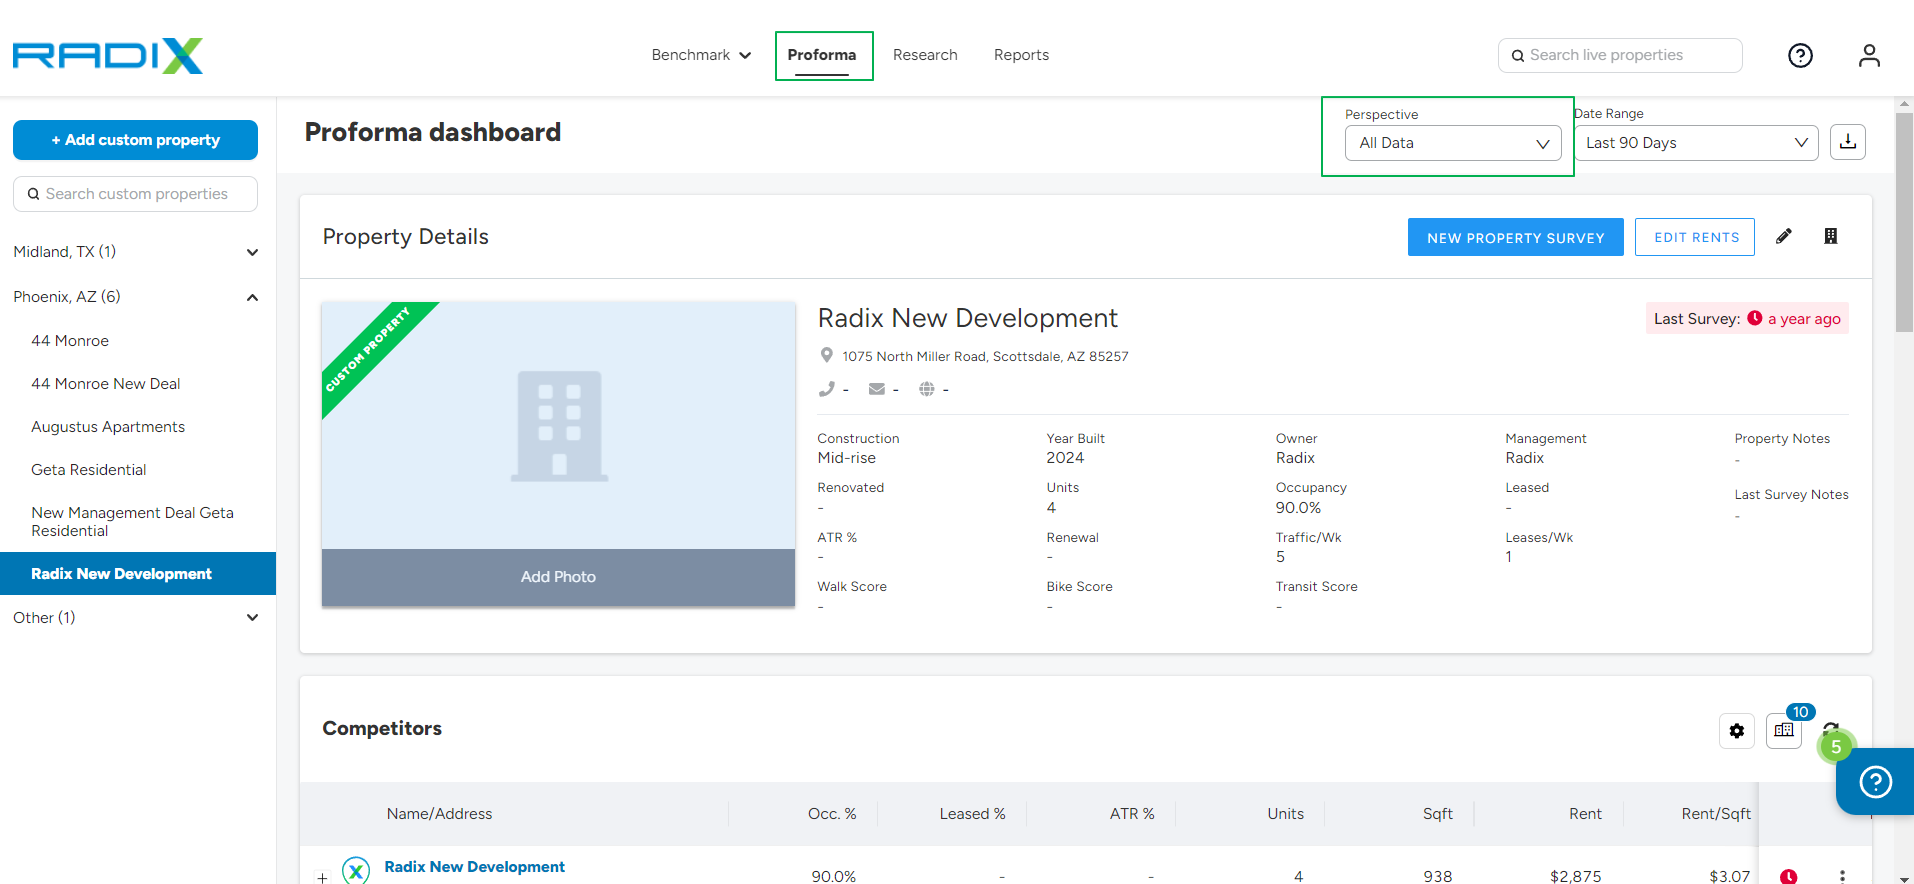 RADIX
Benchmark
Proforma
Research
Reports
Search live properties
+ Add custom property
Search custom properties
Midland, TX (1)
Phoenix, AZ (6)
44 Monroe
44 Monroe New Deal
Augustus Apartments
Geta Residential
New Management Deal Geta
Residential
Radix New Development
Other (1)
Proforma dashboard
Perspective
All Data
Date Range
Last 90 Days
Property Details
NEW PROPERTY SURVEY
EDIT RENTS
CUSTOM PROPERTY
Add Photo
Radix New Development
Last Survey: a year ago
1075 North Miller Road, Scottsdale, AZ 85257
- - -
Construction
Mid-rise
Year Built
2024
Owner
Radix
Management
Radix
Property Notes
-
Renovated
-
Units
4
Occupancy
90.0%
Leased
-
Last Survey Notes
-
ATR %
-
Renewal
-
Traffic/Wk
5
Leases/Wk
1
Walk Score
-
Bike Score
-
Transit Score
-
Competitors
10
5
Name/Address Occ. % Leased % ATR % Units Sqft Rent Rent/Sqft
Radix New Development
90.0% - - 4 938 $2,875 $3.07